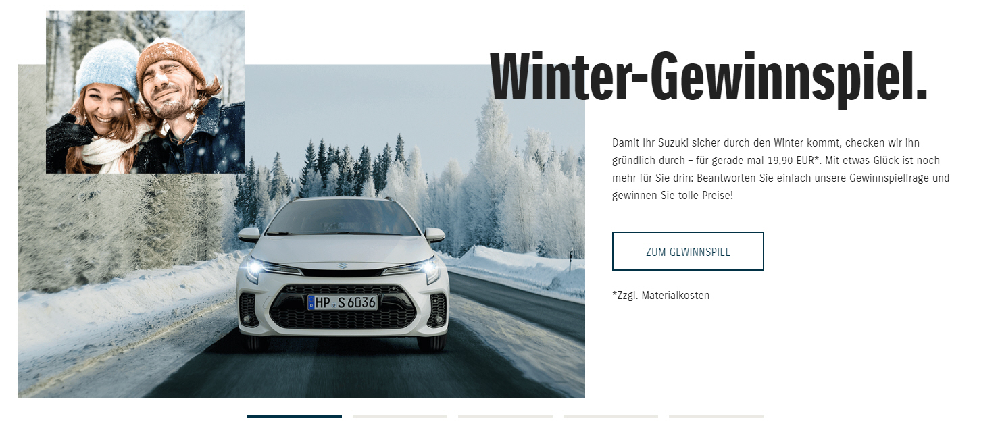 Winter-Gewinnspiel.
Damit Ihr Suzuki sicher durch den Winter kommt, checken wir ihn
gründlich durch – für gerade mal 19,90 EUR*. Mit etwas Glück ist noch
mehr für Sie drin: Beantworten Sie einfach unsere Gewinnspielfrage und
gewinnen Sie tolle Preise!
ZUM GEWINNSPIEL
*Zzgl. Materialkosten
HP S 6036